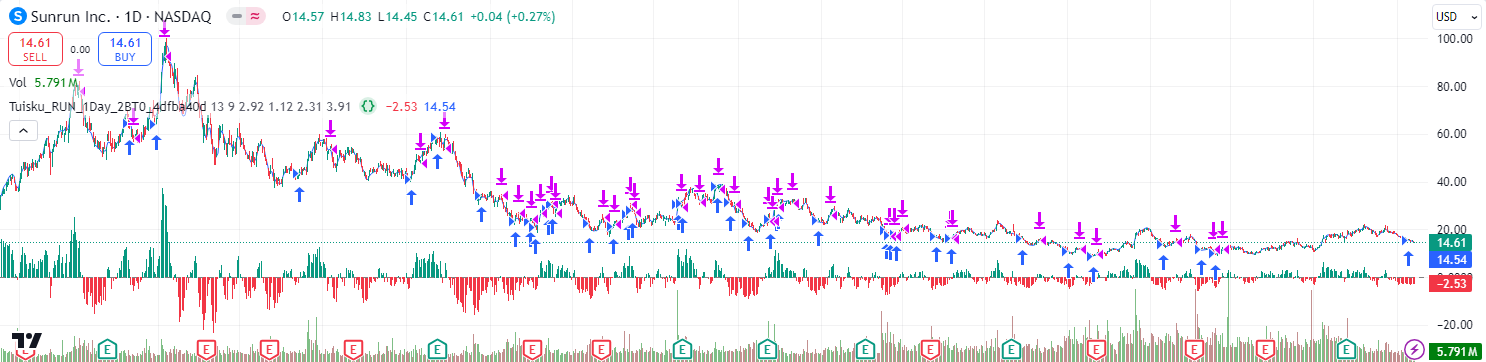 S Sunrun Inc. · 1D · NASDAQ O14.57 H14.83 L14.45 C14.61 +0.04 (+0.27%)
USD
14.61 SELL
0.00
14.61 BUY
Vol 5.791 M
Tuisku_RUN_1Day_2BT0_4dfba40d 13 9 2.92 1.12 2.31 3.91 {} −2.53 14.54
100.00
80.00
60.00
40.00
20.00
14.61
14.54
−2.53
−20.00
5.791 M
E E E E E E E E E E E E E E E E